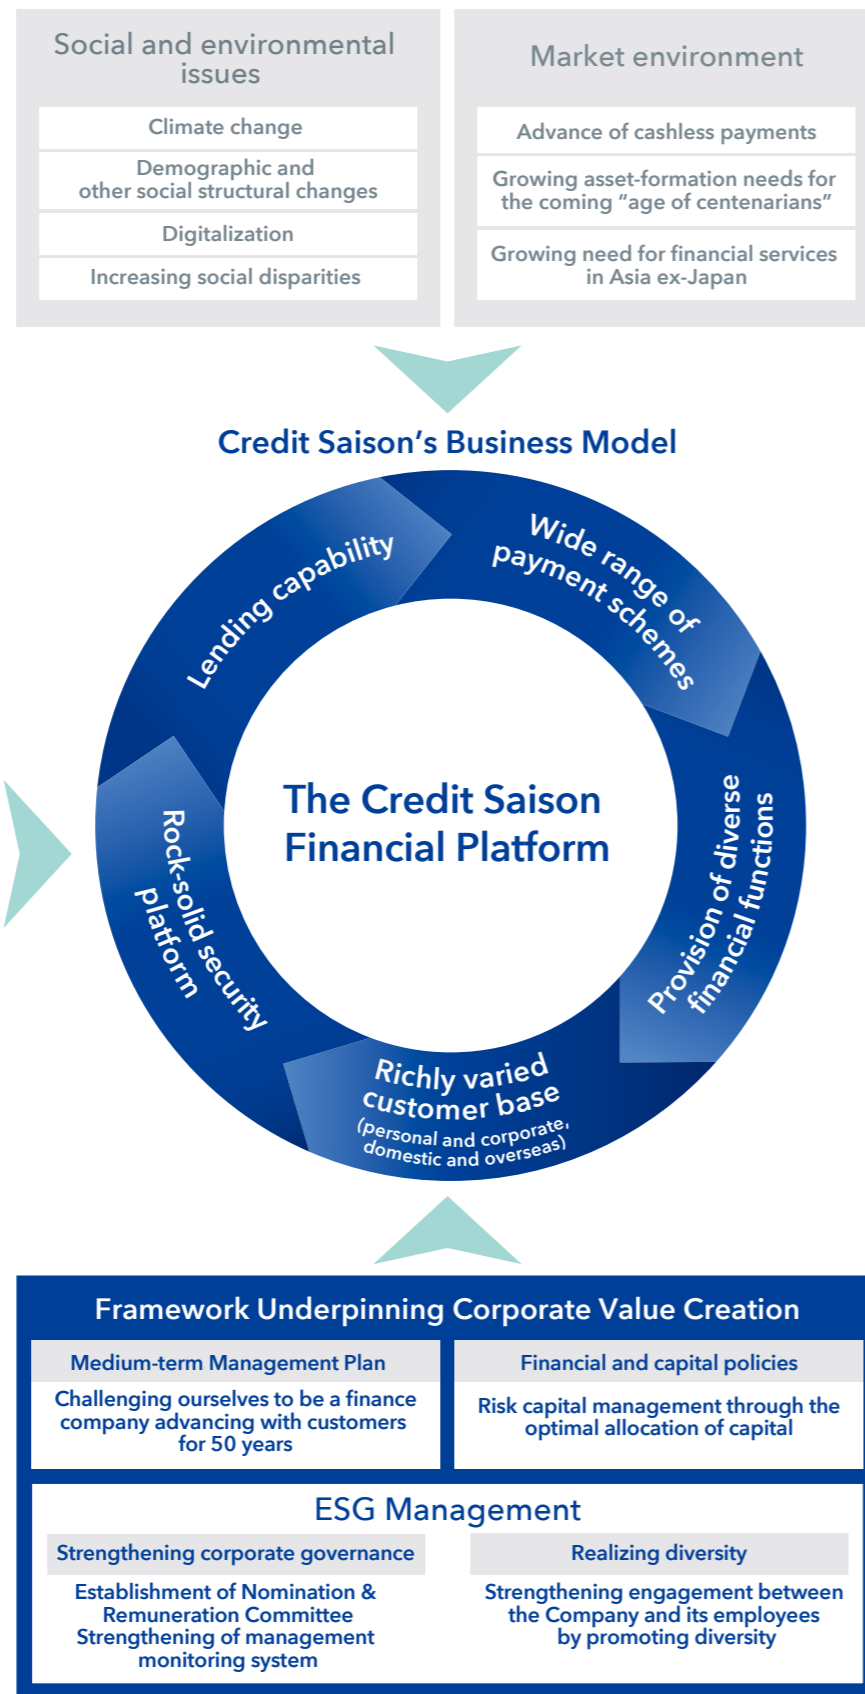 Social and environmental
issues
Climate change
Demographic and
other social structural changes
Digitalization
Increasing social disparities
Market environment
Advance of cashless payments
Growing asset-formation needs for
the coming “age of centenarians”
Growing need for financial services
in Asia ex-Japan
Credit Saison’s Business Model
Lending capability
Wide range of
payment schemes
Provision of diverse
financial functions
Richly varied
customer base
(personal and corporate,
domestic and overseas)
Rock-solid security
platform
The Credit Saison
Financial Platform
Framework Underpinning Corporate Value Creation
Medium-term Management Plan
Challenging ourselves to be a finance
company advancing with customers
for 50 years
Financial and capital policies
Risk capital management through the
optimal allocation of capital
ESG Management
Strengthening corporate governance
Establishment of Nomination &
Remuneration Committee
Strengthening of management
monitoring system
Realizing diversity
Strengthening engagement between
the Company and its employees
by promoting diversity